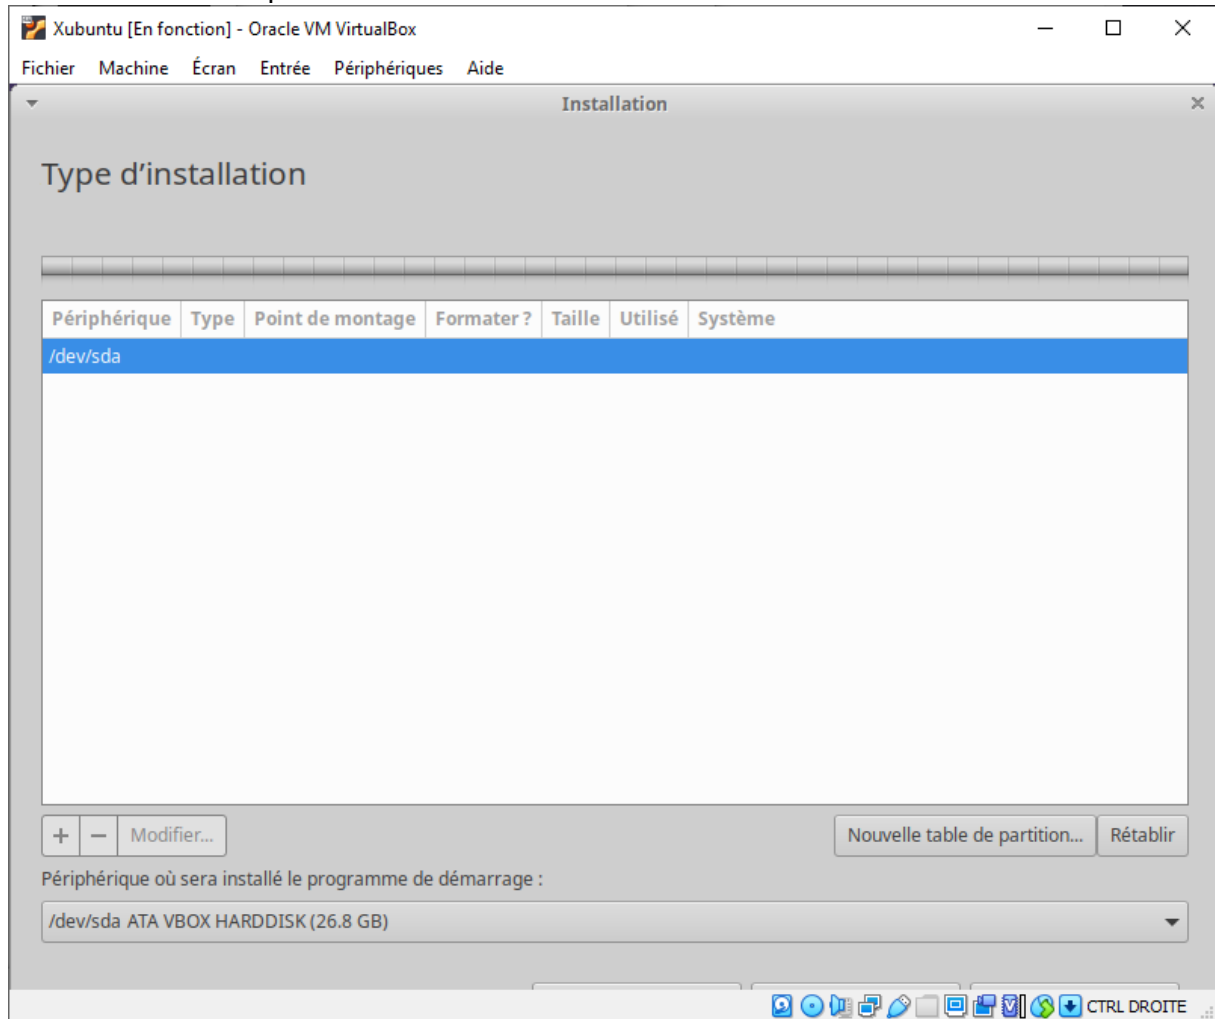 Xubuntu [En fonction] - Oracle VM VirtualBox
Fichier Machine Écran Entrée Périphériques Aide
Installation
Type d’installation
Périphérique Type Point de montage Formater ? Taille Utilisé Système
/dev/sda
+ − Modifier... Nouvelle table de partition... Rétablir
Périphérique où sera installé le programme de démarrage :
/dev/sda ATA VBOX HARDDISK (26.8 GB)
CTRL DROITE